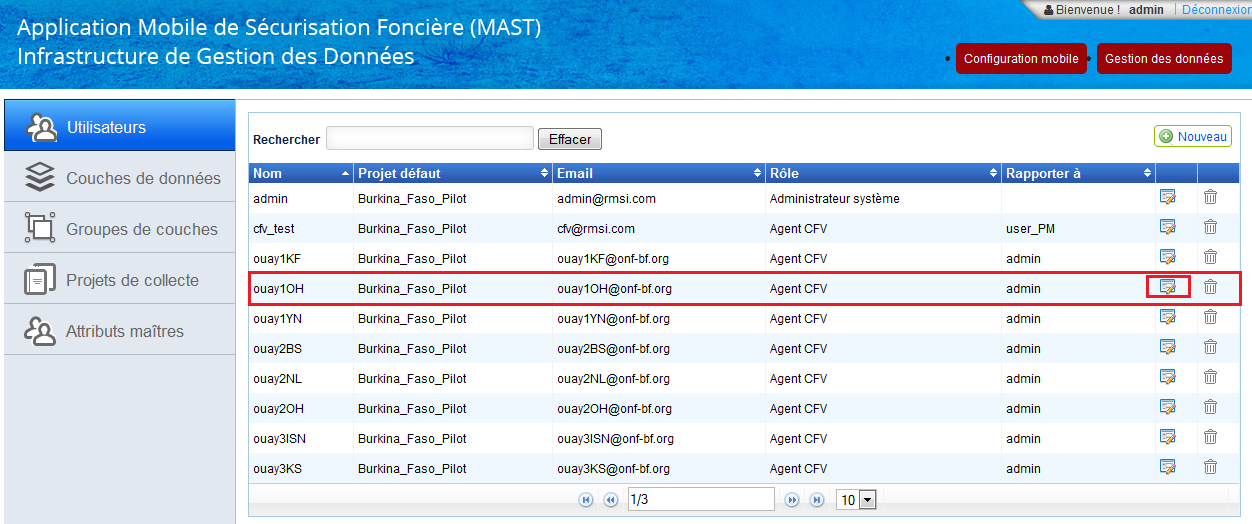 Bienvenue ! admin Déconnexion
Application Mobile de Sécurisation Foncière (MAST)
Infrastructure de Gestion des Données
Configuration mobile
Gestion des données
Utilisateurs
Couches de données
Groupes de couches
Projets de collecte
Attributs maîtres
Rechercher Effacer Nouveau
Nom Projet défaut Email Rôle Rapporter à
admin Burkina_Faso_Pilot admin@rmsi.com Administrateur système
cfv_test Burkina_Faso_Pilot cfv@rmsi.com Agent CFV user_PM
ouay1KF Burkina_Faso_Pilot ouay1KF@onf-bf.org Agent CFV admin
ouay1OH Burkina_Faso_Pilot ouay1OH@onf-bf.org Agent CFV admin
ouay1YN Burkina_Faso_Pilot ouay1YN@onf-bf.org Agent CFV admin
ouay2BS Burkina_Faso_Pilot ouay2BS@onf-bf.org Agent CFV admin
ouay2NL Burkina_Faso_Pilot ouay2NL@onf-bf.org Agent CFV admin
ouay2OH Burkina_Faso_Pilot ouay2OH@onf-bf.org Agent CFV admin
ouay3ISN Burkina_Faso_Pilot ouay3ISN@onf-bf.org Agent CFV admin
ouay3KS Burkina_Faso_Pilot ouay3KS@onf-bf.org Agent CFV admin
1/3 10